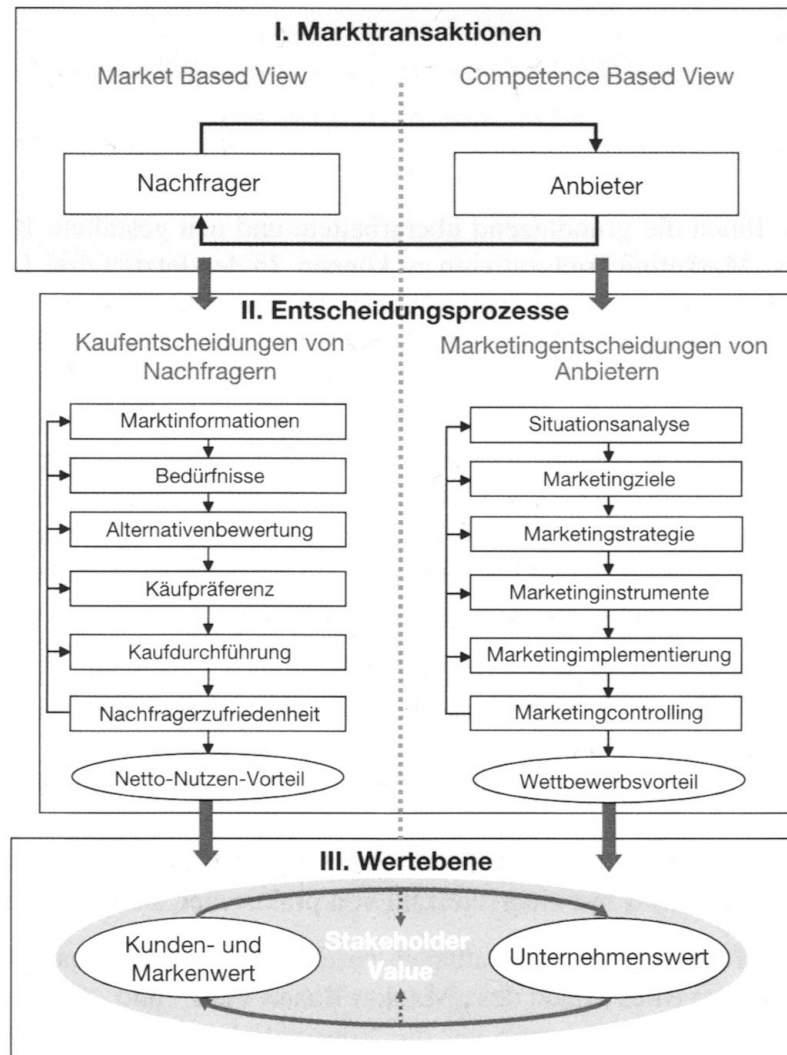 I. Markttransaktionen
Market Based View
Competence Based View
Nachfrager
Anbieter
II. Entscheidungsprozesse
Kaufentscheidungen von
Nachfragern
Marketingentscheidungen von
Anbietern
Marktinformationen
Bedürfnisse
Alternativenbewertung
Käufpräferenz
Kaufdurchführung
Nachfragerzufriedenheit
Netto-Nutzen-Vorteil
Situationsanalyse
Marketingziele
Marketingstrategie
Marketinginstrumente
Marketingimplementierung
Marketingcontrolling
Wettbewerbsvorteil
III. Wertebene
Kunden- und
Markenwert
Stakeholder
Value
Unternehmenswert